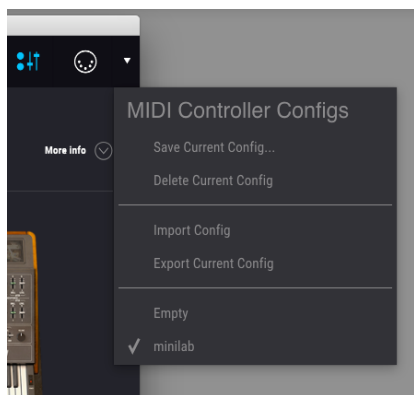 MIDI Controller Configs
More info
Save Current Config...
Delete Current Config
Import Config
Export Current Config
Empty
minilab